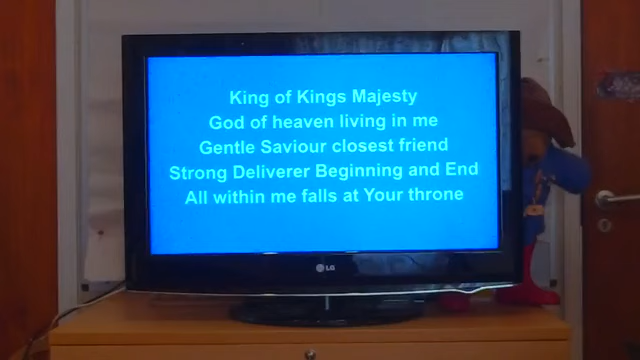 King of Kings Majesty
God of heaven living in me
Gentle Saviour closest friend
Strong Deliverer Beginning and End
All within me falls at Your throne
LG